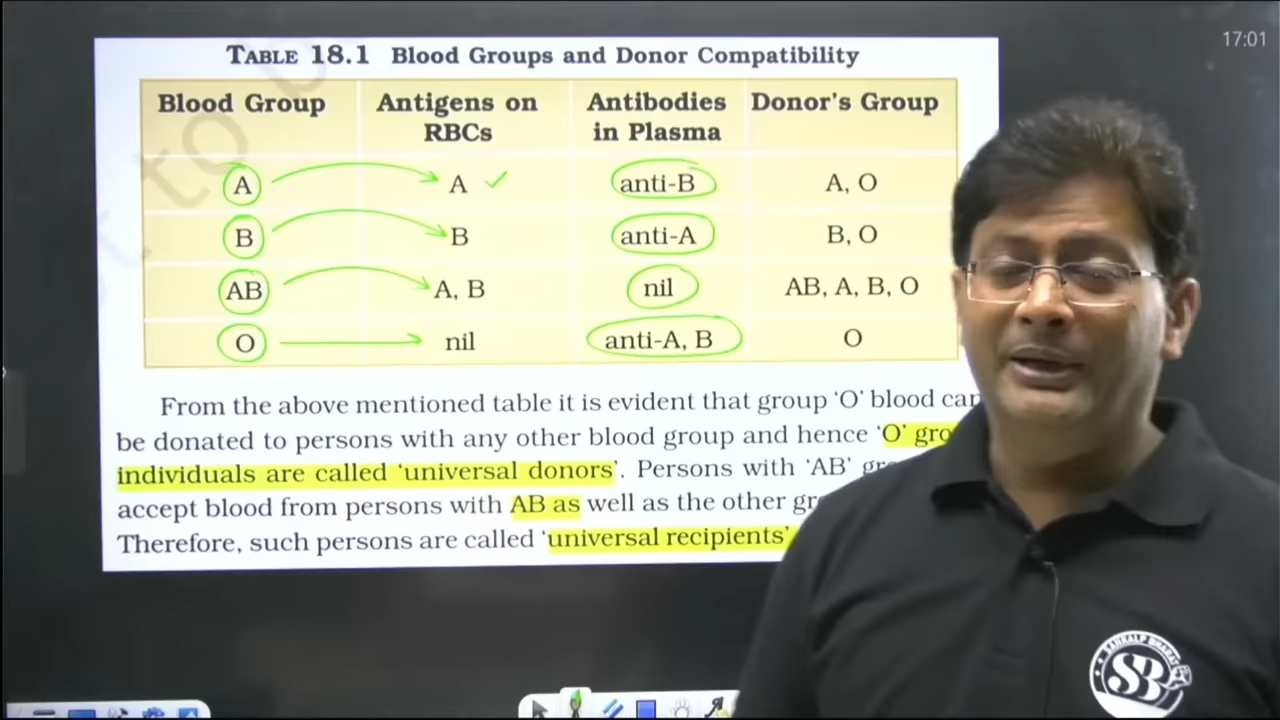 17:01
TABLE 18.1 Blood Groups and Donor Compatibility
Blood Group Antigens on RBCs Antibodies in Plasma Donor's Group
A A anti-B A, O
B B anti-A B, O
AB A, B nil AB, A, B, O
O nil anti-A, B O
From the above mentioned table it is evident that group 'O' blood can
be donated to persons with any other blood group and hence 'O' gro
individuals are called 'universal donors'. Persons with 'AB' gr
accept blood from persons with AB as well as the other gr
Therefore, such persons are called 'universal recipients'
SANKALP BHARAT
SB